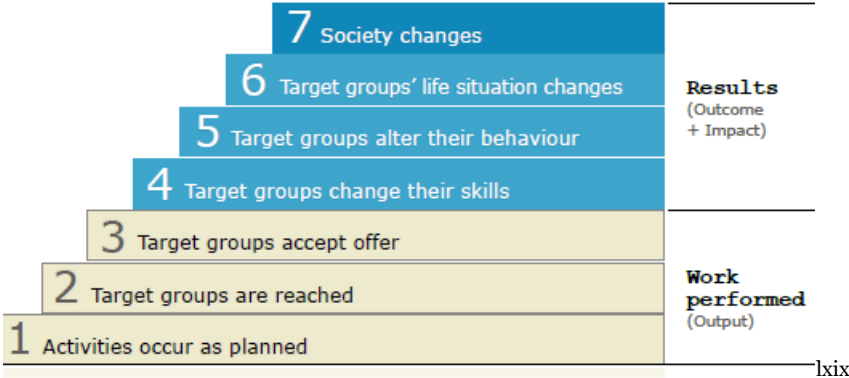 7 Society changes
6 Target groups' life situation changes
5 Target groups alter their behaviour
4 Target groups change their skills
3 Target groups accept offer
2 Target groups are reached
1 Activities occur as planned
Results
(Outcome
+ Impact)
Work
performed
(Output)
lxix